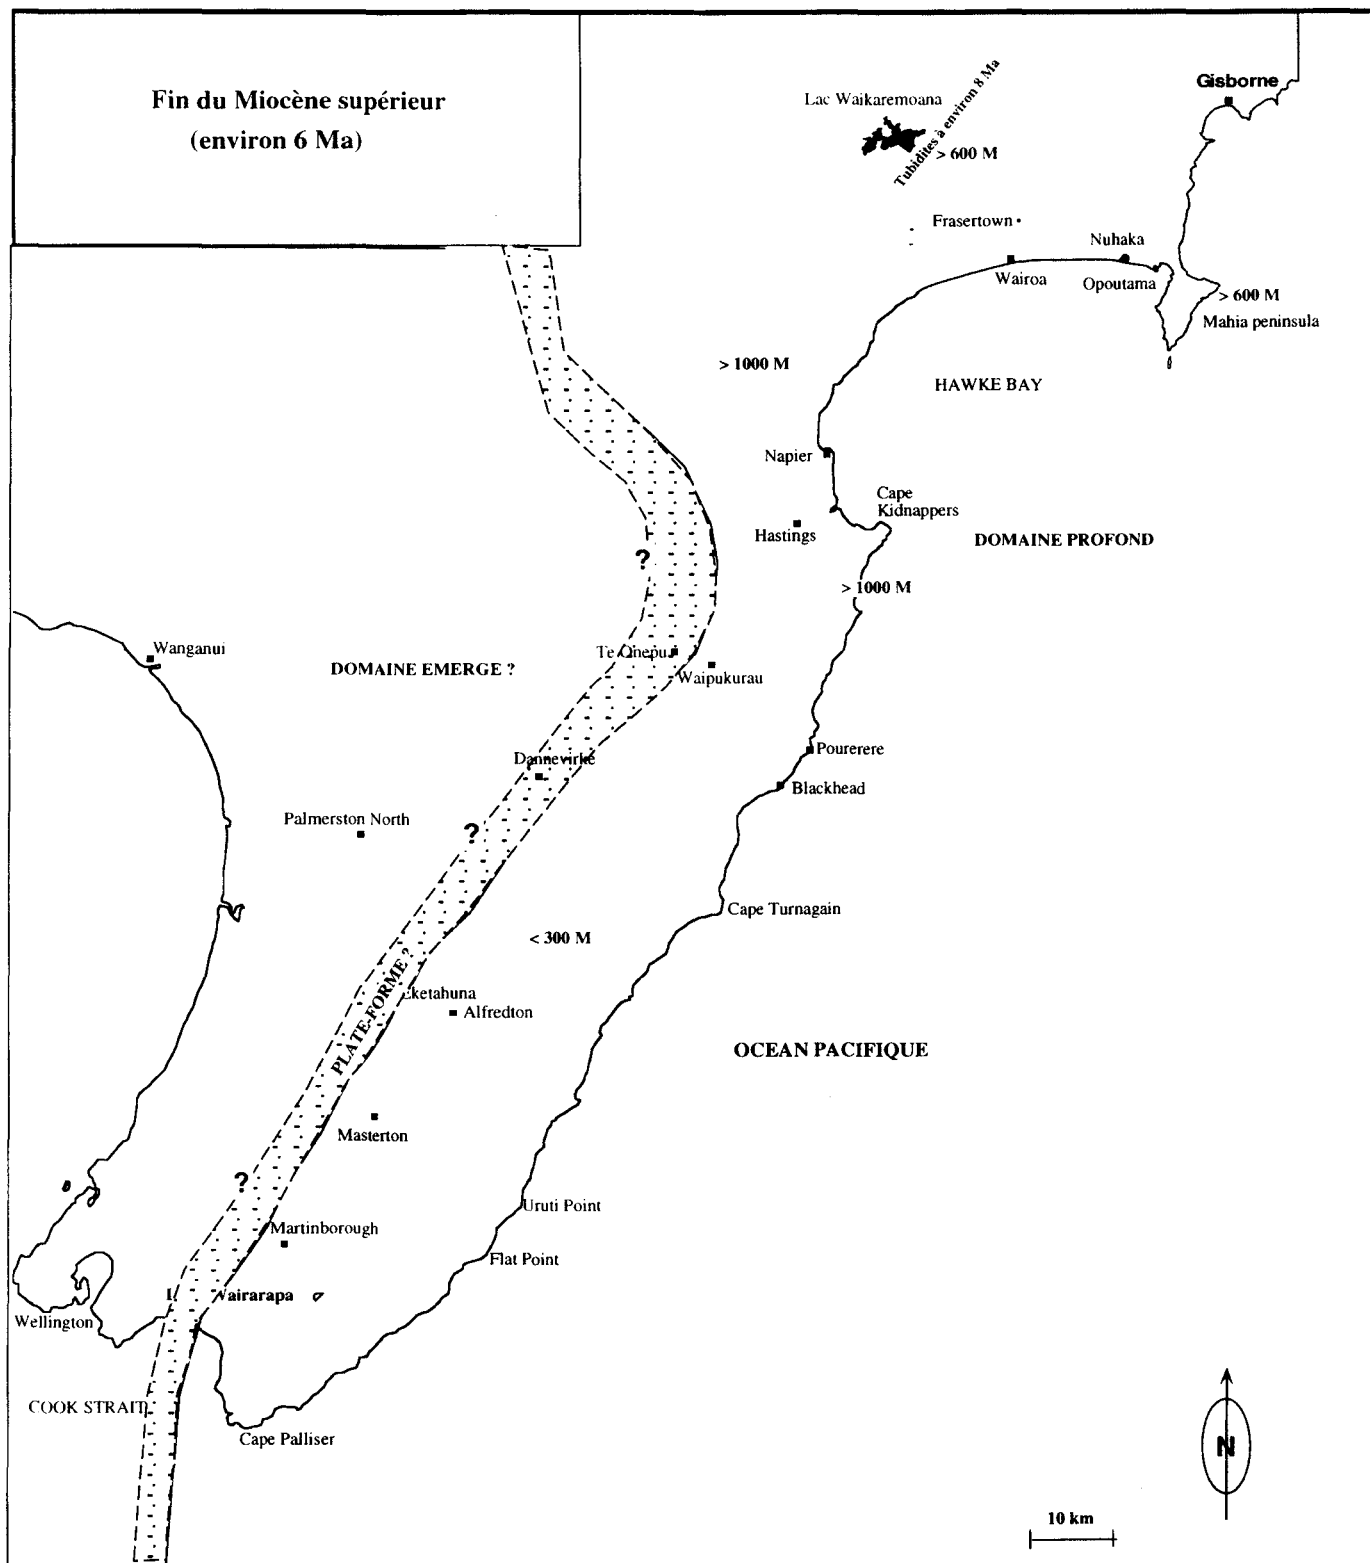 Fin du Miocène supérieur
(environ 6 Ma)
Lac Waikaremoana
Tubidites à environ 8 Ma
> 600 M
Gisborne
Frasertown
Nuhaka
Wairoa
Opoutama
> 600 M
Mahia peninsula
> 1000 M
HAWKE BAY
Napier
Cape
Kidnappers
Hastings
DOMAINE PROFOND
?
> 1000 M
Wanganui
DOMAINE EMERGE ?
Te Onepu
Waipukurau
Pourerere
Dannevirke
Blackhead
Palmerston North
?
Cape Turnagain
< 300 M
PLATE-FORME ?
Eketahuna
Alfredton
OCEAN PACIFIQUE
Masterton
?
Uruti Point
Martinborough
Flat Point
Wellington
COOK STRAIT
Cape Palliser
N
10 km